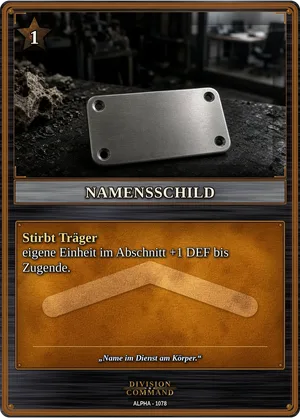 1
NAMENSSCHILD
Stirbt Träger
eigene Einheit im Abschnitt +1 DEF bis
Zugende.
„Name im Dienst am Körper.“
DIVISION
COMMAND
ALPHA - 1078